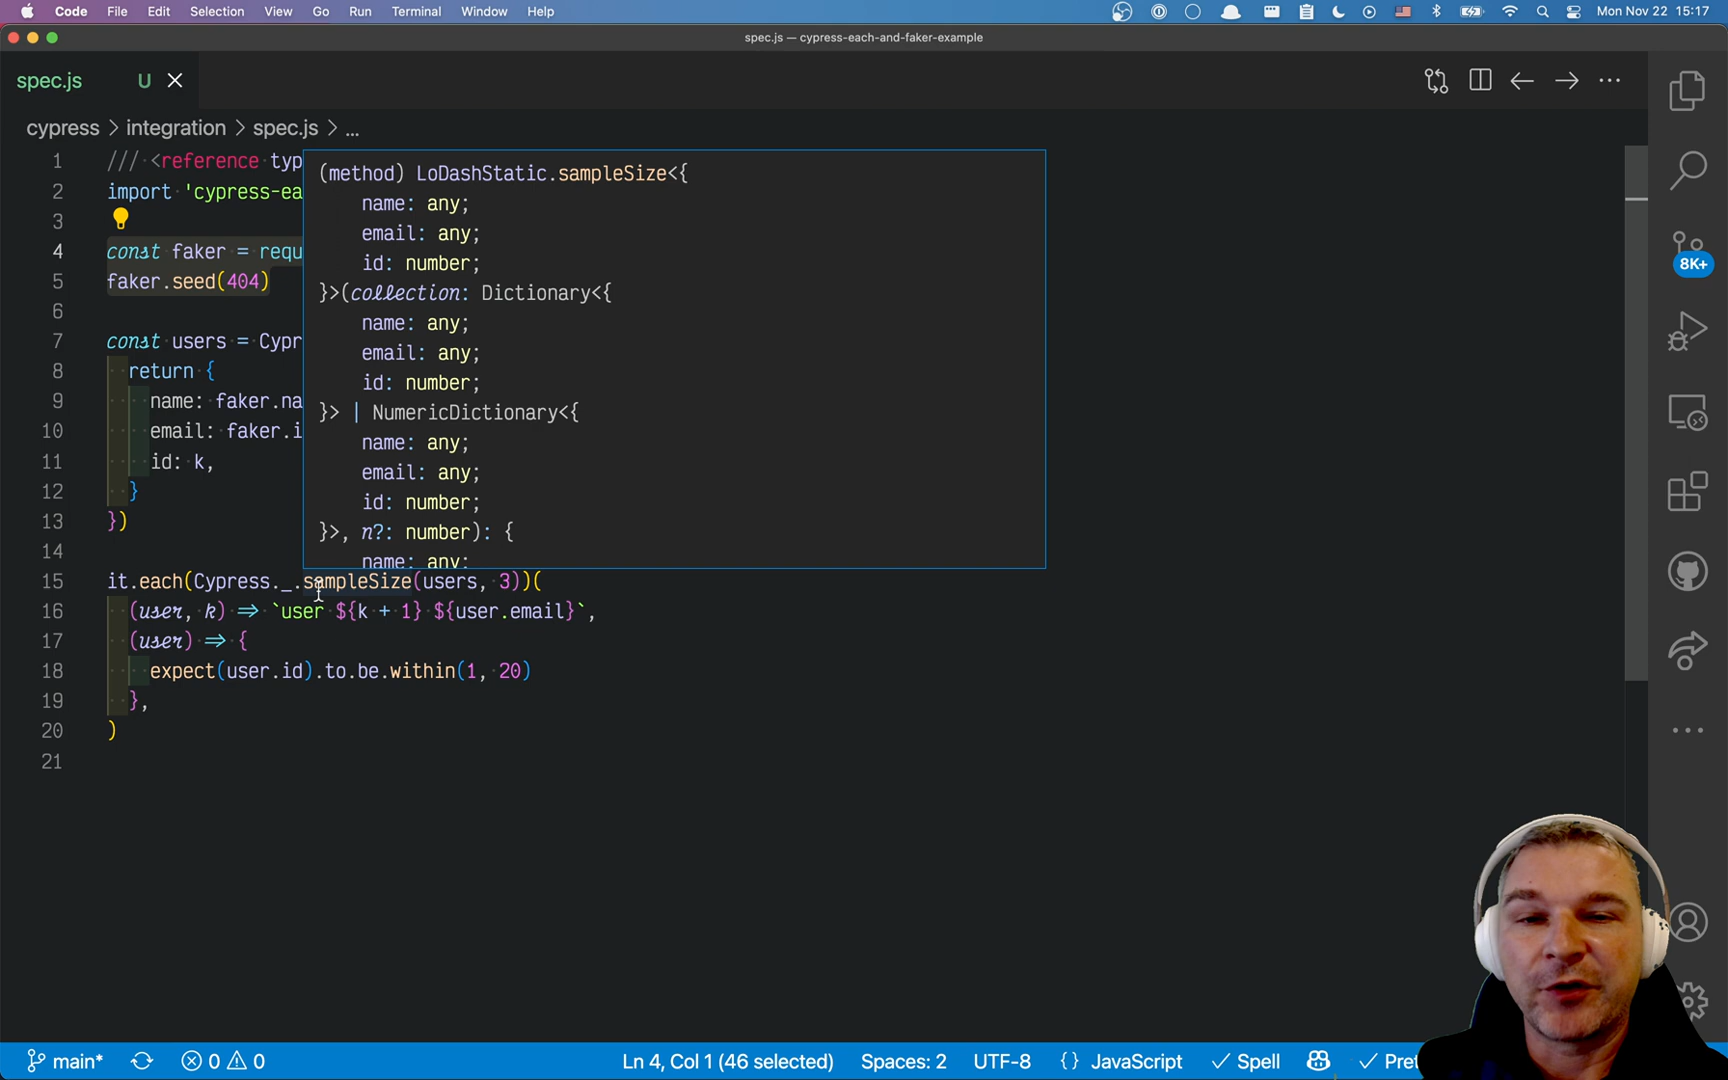 Code File Edit Selection View Go Run Terminal Window Help Mon Nov 22 15:17
spec.js — cypress-each-and-faker-example
spec.js U
cypress > integration > spec.js > ...
1 /// <reference typ
2 import 'cypress-ea
3
4 const faker = requ
5 faker.seed(404)
6
7 const users = Cypr
8 return {
9 name: faker.na
10 email: faker.i
11 id: k,
12 }
13 })
14
15 it.each(Cypress._.sampleSize(users, 3))(
16 (user, k) => `user ${k + 1} ${user.email}`,
17 (user) => {
18 expect(user.id).to.be.within(1, 20)
19 },
20 )
21
(method) LoDashStatic.sampleSize<{
name: any;
email: any;
id: number;
}>(collection: Dictionary<{
name: any;
email: any;
id: number;
}> | NumericDictionary<{
name: any;
email: any;
id: number;
}>, n?: number): {
name: any;
8K+
main* 0 0 Ln 4, Col 1 (46 selected) Spaces: 2 UTF-8 {} JavaScript Spell Pret